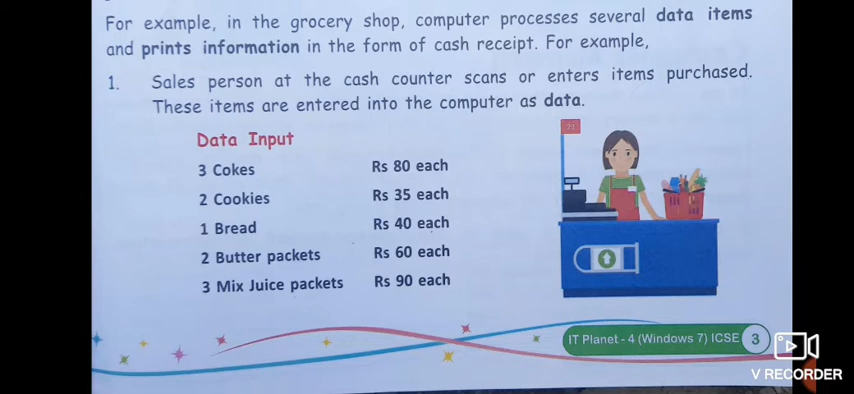 For example, in the grocery shop, computer processes several data items
and prints information in the form of cash receipt. For example,
1. Sales person at the cash counter scans or enters items purchased.
These items are entered into the computer as data.
Data Input
3 Cokes Rs 80 each
2 Cookies Rs 35 each
1 Bread Rs 40 each
2 Butter packets Rs 60 each
3 Mix Juice packets Rs 90 each
21
IT Planet - 4 (Windows 7) ICSE 3
V RECORDER